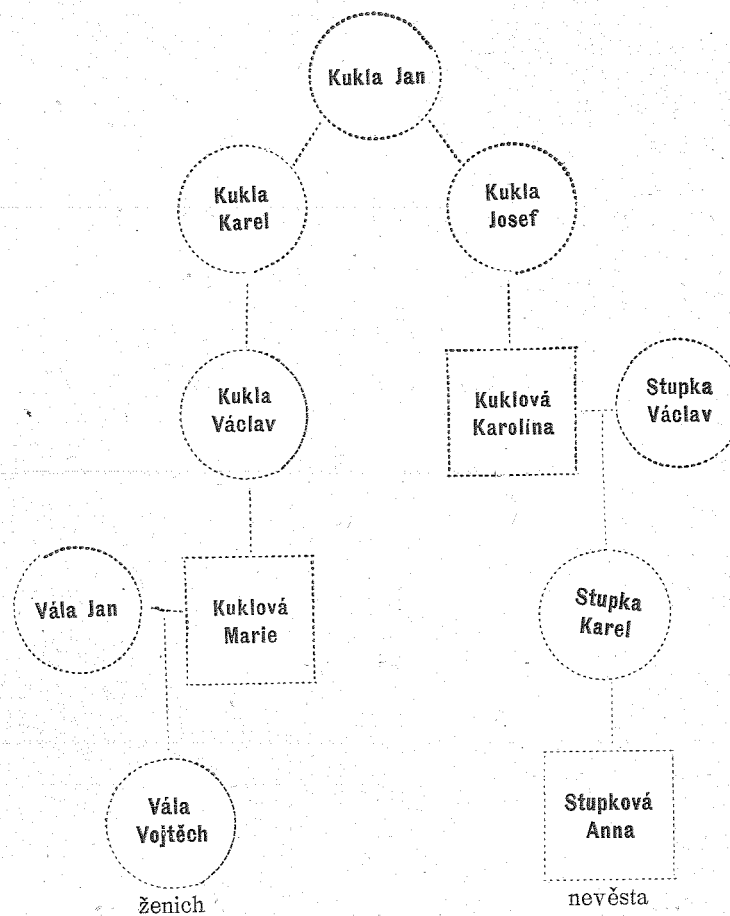 Kukla Jan
Kukla
Karel
Kukla
Josef
Kukla
Václav
Kuklová
Karolína
Stupka
Václav
Vála Jan
Kuklová
Marie
Stupka
Karel
Vála
Vojtěch
Stupková
Anna
ženich
nevěsta